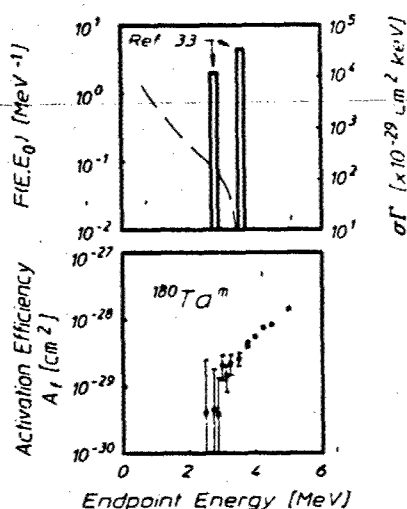 Ref 33
F(E,E₀) [MeV⁻¹]
10¹
10⁰
10⁻¹
10⁻²
10⁵
10⁴
10³
10²
10¹
σΓ [×10⁻²⁹ cm² keV]
Activation Efficiency
A_f [cm²]
10⁻²⁷
10⁻²⁸
10⁻²⁹
10⁻³⁰
¹⁸⁰Taᵐ
0 2 4 6
Endpoint Energy [MeV]